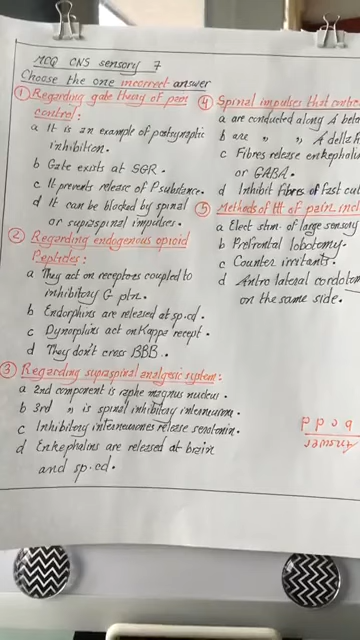 MCQ CNS sensory 7
Choose the one incorrect answer
① Regarding gate theory of pain
control:
a It is an example of postsynaptic
inhibition.
b Gate exists at SGR.
c It prevents release of P substance.
d It can be blocked by spinal
or supraspinal impulses.
② Regarding endogenous opioid
Peptides:
a They act on receptors coupled to
inhibitory G ptn.
b Endorphins are released at sp.cd.
c Dynorphins act on Kappa recept.
d They don't cross BBB.
③ Regarding supraspinal analgesic system:
a 2nd component is raphe magnus nucleus.
b 3rd " is spinal inhibitory interneurons.
c Inhibitory interneurones release serotonin.
d Enkephalins are released at brain
and sp.cd.
④ Spinal impulses that
a are conducted along A
b are " " A delta
c Fibres release
or GABA.
d Inhibit Fibres of fast
⑤ Methods of ttt of pain
a Elect stim. of large sensory
b Prefrontal lobotomy.
c Counter irritants.
d Antro lateral
on the same side.